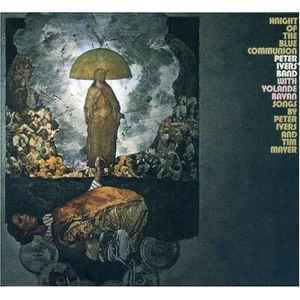 KNIGHT
OF
THE
BLUE
COMMUNION
PETER
IVERS'
BAND
WITH
YOLANDE
BAVAN
SONGS
BY
PETER
IVERS
AND
TIM
MAYER